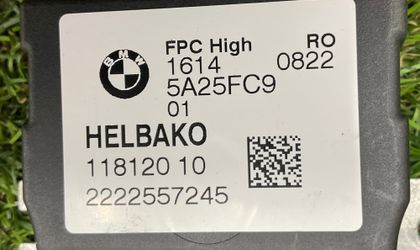 BMW
FPC High RO
1614 0822
5A25FC9
01
HELBAKO
118120 10
2222557245